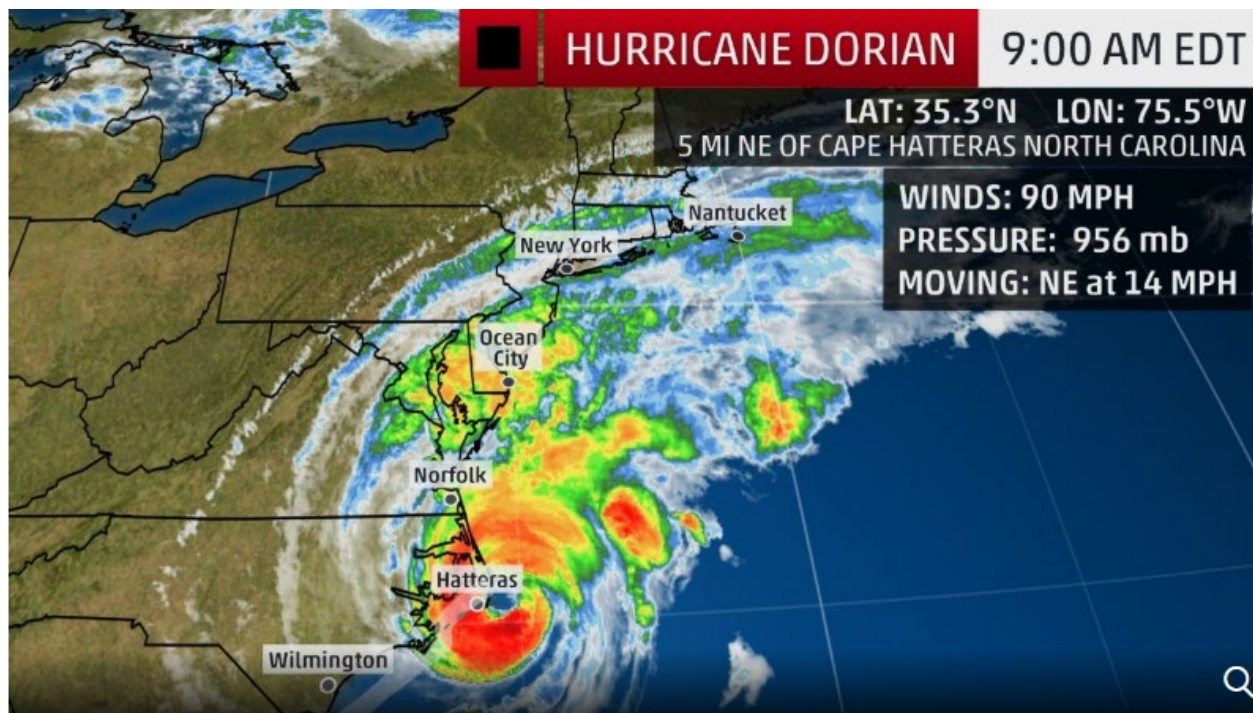 HURRICANE DORIAN 9:00 AM EDT
LAT: 35.3°N LON: 75.5°W
5 MI NE OF CAPE HATTERAS NORTH CAROLINA
WINDS: 90 MPH
PRESSURE: 956 mb
MOVING: NE at 14 MPH
Nantucket
New York
Ocean
City
Norfolk
Hatteras
Wilmington